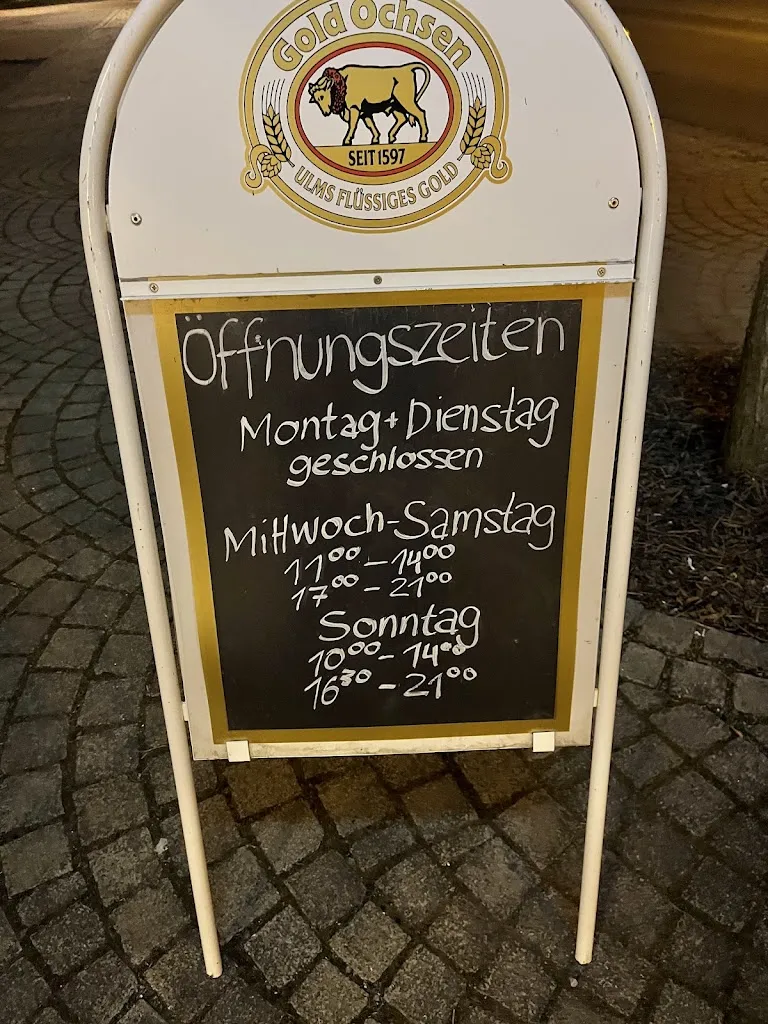 Gold Ochsen
SEIT 1597
ULMS FLÜSSIGES GOLD
Öffnungszeiten
Montag + Dienstag
geschlossen
Mittwoch - Samstag
11⁰⁰ - 14⁰⁰
17⁰⁰ - 21⁰⁰
Sonntag
10⁰⁰ - 14⁰⁰
16³⁰ - 21⁰⁰